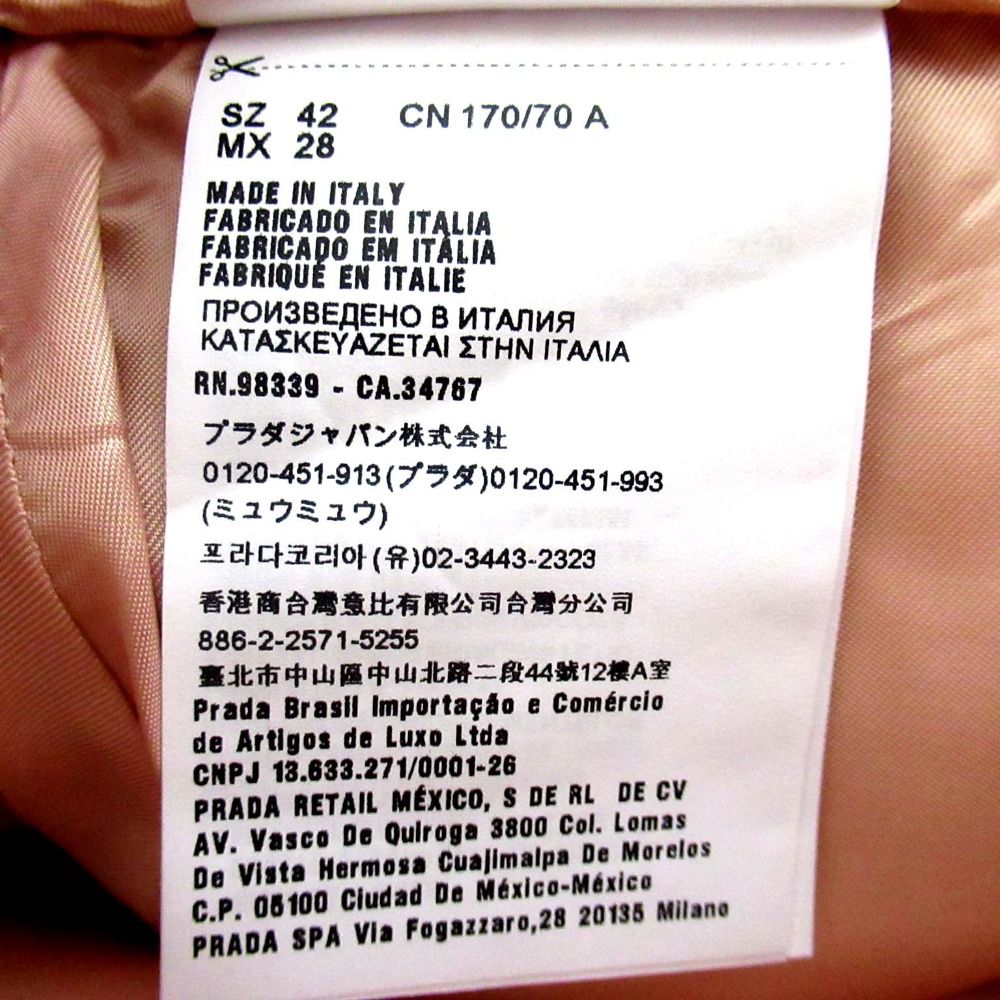 SZ 42 CN 170/70 A
MX 28
MADE IN ITALY
FABRICADO EN ITALIA
FABRICADO EM ITÁLIA
FABRIQUÉ EN ITALIE
ПРОИЗВЕДЕНО В ИТАЛИЯ
ΚΑΤΑΣΚΕΥΑΖΕΤΑΙ ΣΤΗΝ ΙΤΑΛΙΑ
RN.98339 - CA.34767
プラダジャパン株式会社
0120-451-913(プラダ)0120-451-993
(ミュウミュウ)
프라다코리아(유)02-3443-2323
香港商台灣意比有限公司台灣分公司
886-2-2571-5255
臺北市中山區中山北路二段44號12樓A室
Prada Brasil Importação e Comércio
de Artigos de Luxo Ltda
CNPJ 13.633.271/0001-26
PRADA RETAIL MÉXICO, S DE RL DE CV
AV. Vasco De Quiroga 3800 Col. Lomas
De Vista Hermosa Cuajimalpa De Morelos
C.P. 05100 Ciudad De México-México
PRADA SPA Via Fogazzaro,28 20135 Milano